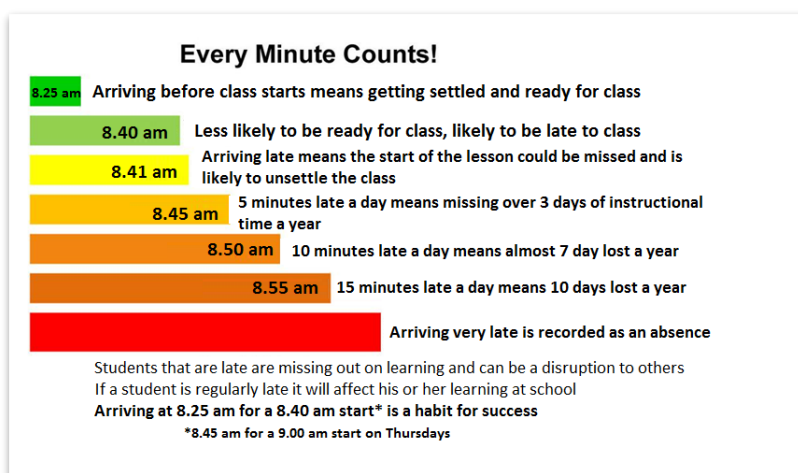 Every Minute Counts!
8.25 am Arriving before class starts means getting settled and ready for class
8.40 am Less likely to be ready for class, likely to be late to class
8.41 am Arriving late means the start of the lesson could be missed and is
likely to unsettle the class
8.45 am 5 minutes late a day means missing over 3 days of instructional
time a year
8.50 am 10 minutes late a day means almost 7 day lost a year
8.55 am 15 minutes late a day means 10 days lost a year
Arriving very late is recorded as an absence
Students that are late are missing out on learning and can be a disruption to others
If a student is regularly late it will affect his or her learning at school
Arriving at 8.25 am for a 8.40 am start* is a habit for success
*8.45 am for a 9.00 am start on Thursdays